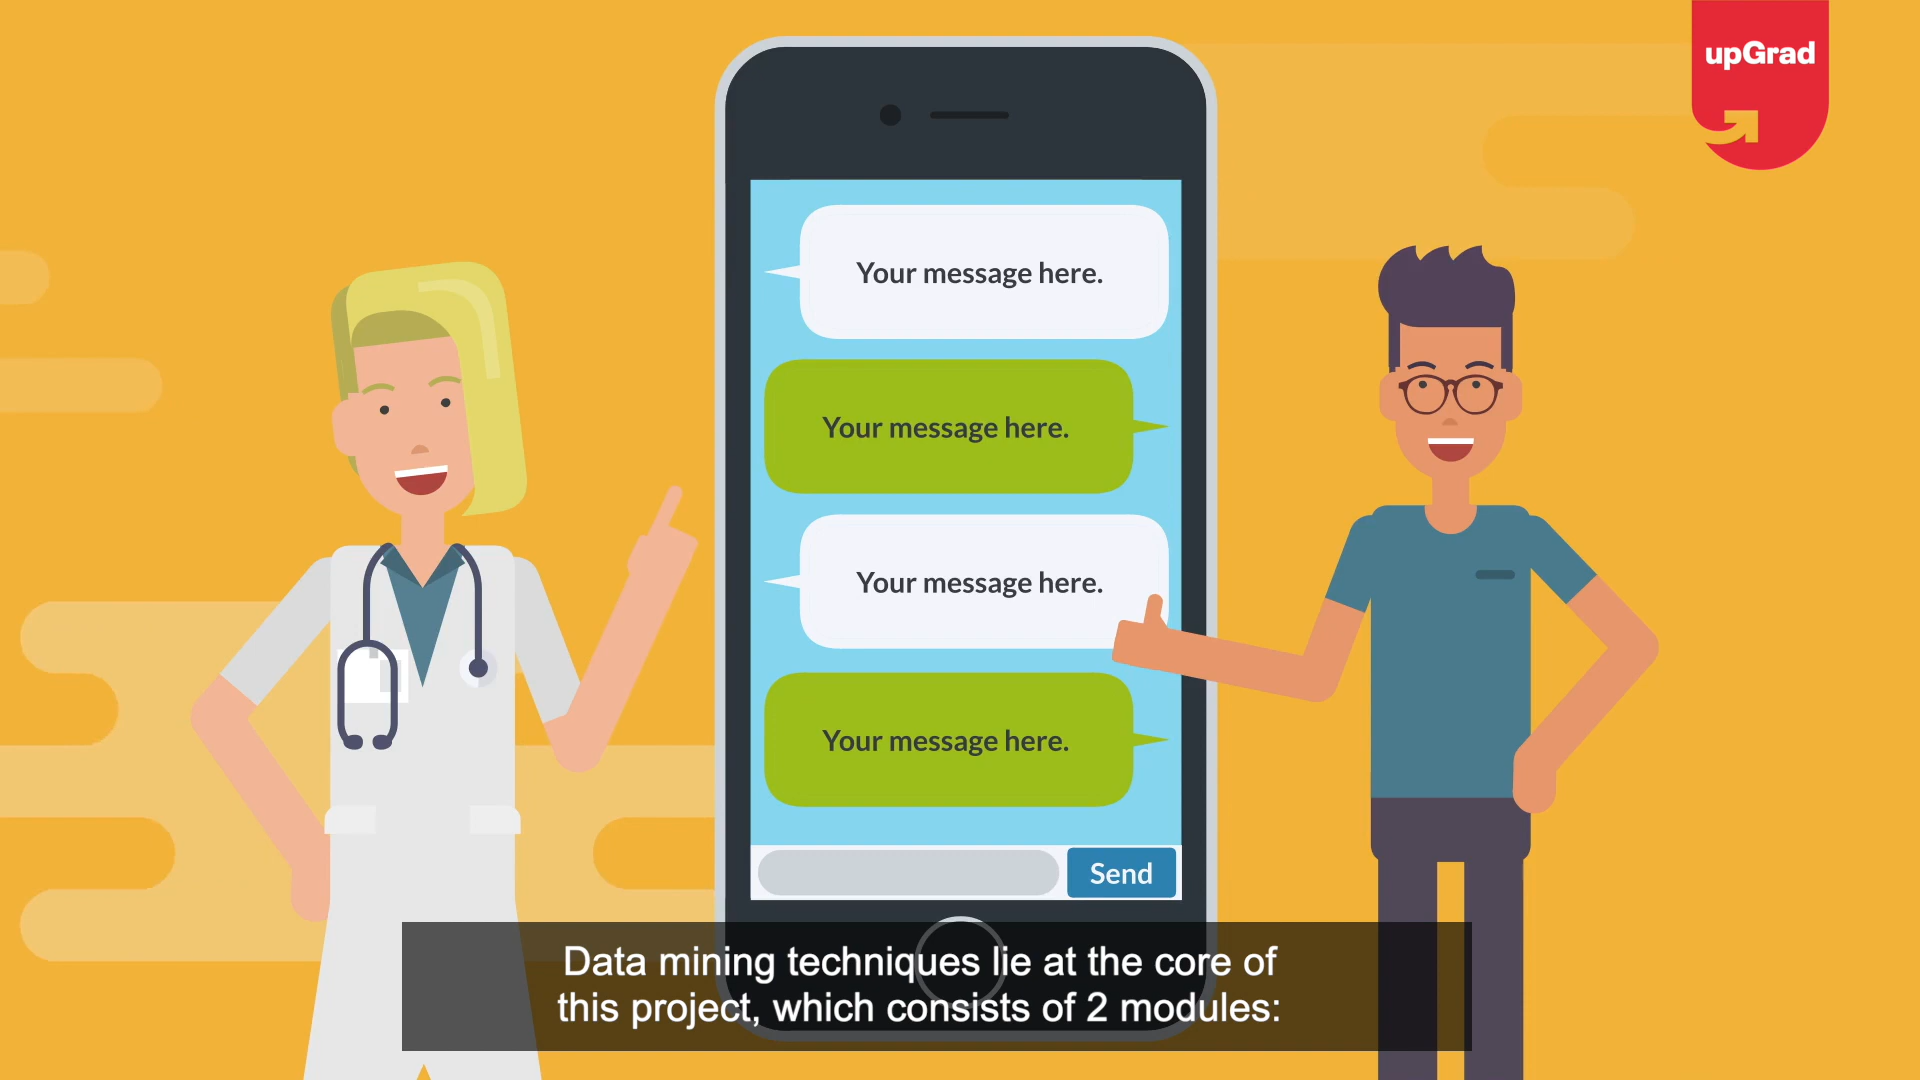 upGrad
Your message here.
Your message here.
Your message here.
Your message here.
Send
Data mining techniques lie at the core of
this project, which consists of 2 modules: